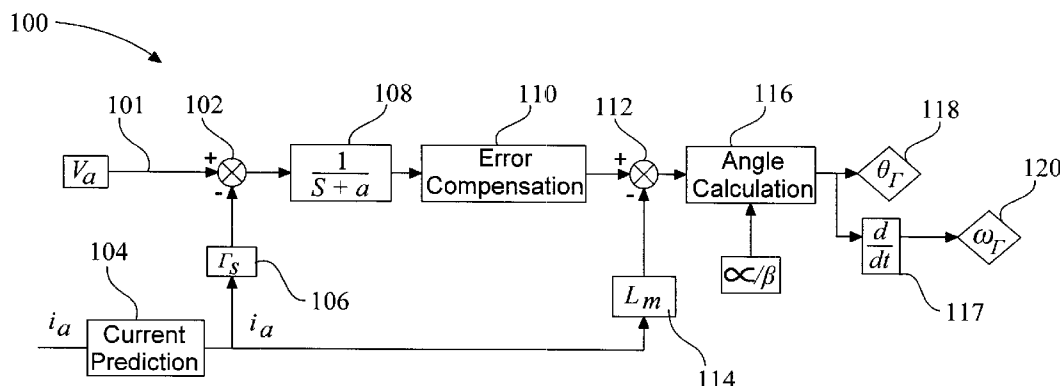 100
101
102
108
110
112
116
118
120
V_a
+
-
1
S + a
Error
Compensation
+
-
Angle
Calculation
θ_Γ
ω_Γ
d
dt
117
∝/β
Γ_s
106
104
L_m
114
i_a
Current
Prediction
i_a